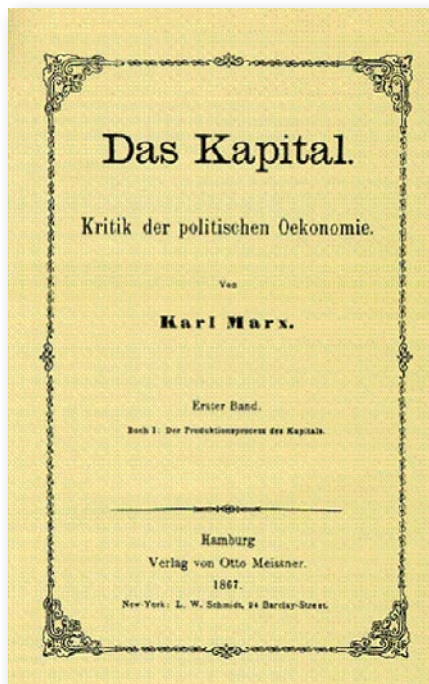 Das Kapital.
Kritik der politischen Oekonomie.
Von
Karl Marx.
Erster Band.
Buch I: Der Produktionsprocess des Kapitals.
Hamburg
Verlag von Otto Meissner.
1867.
New-York: L. W. Schmidt, 24 Barclay-Street.